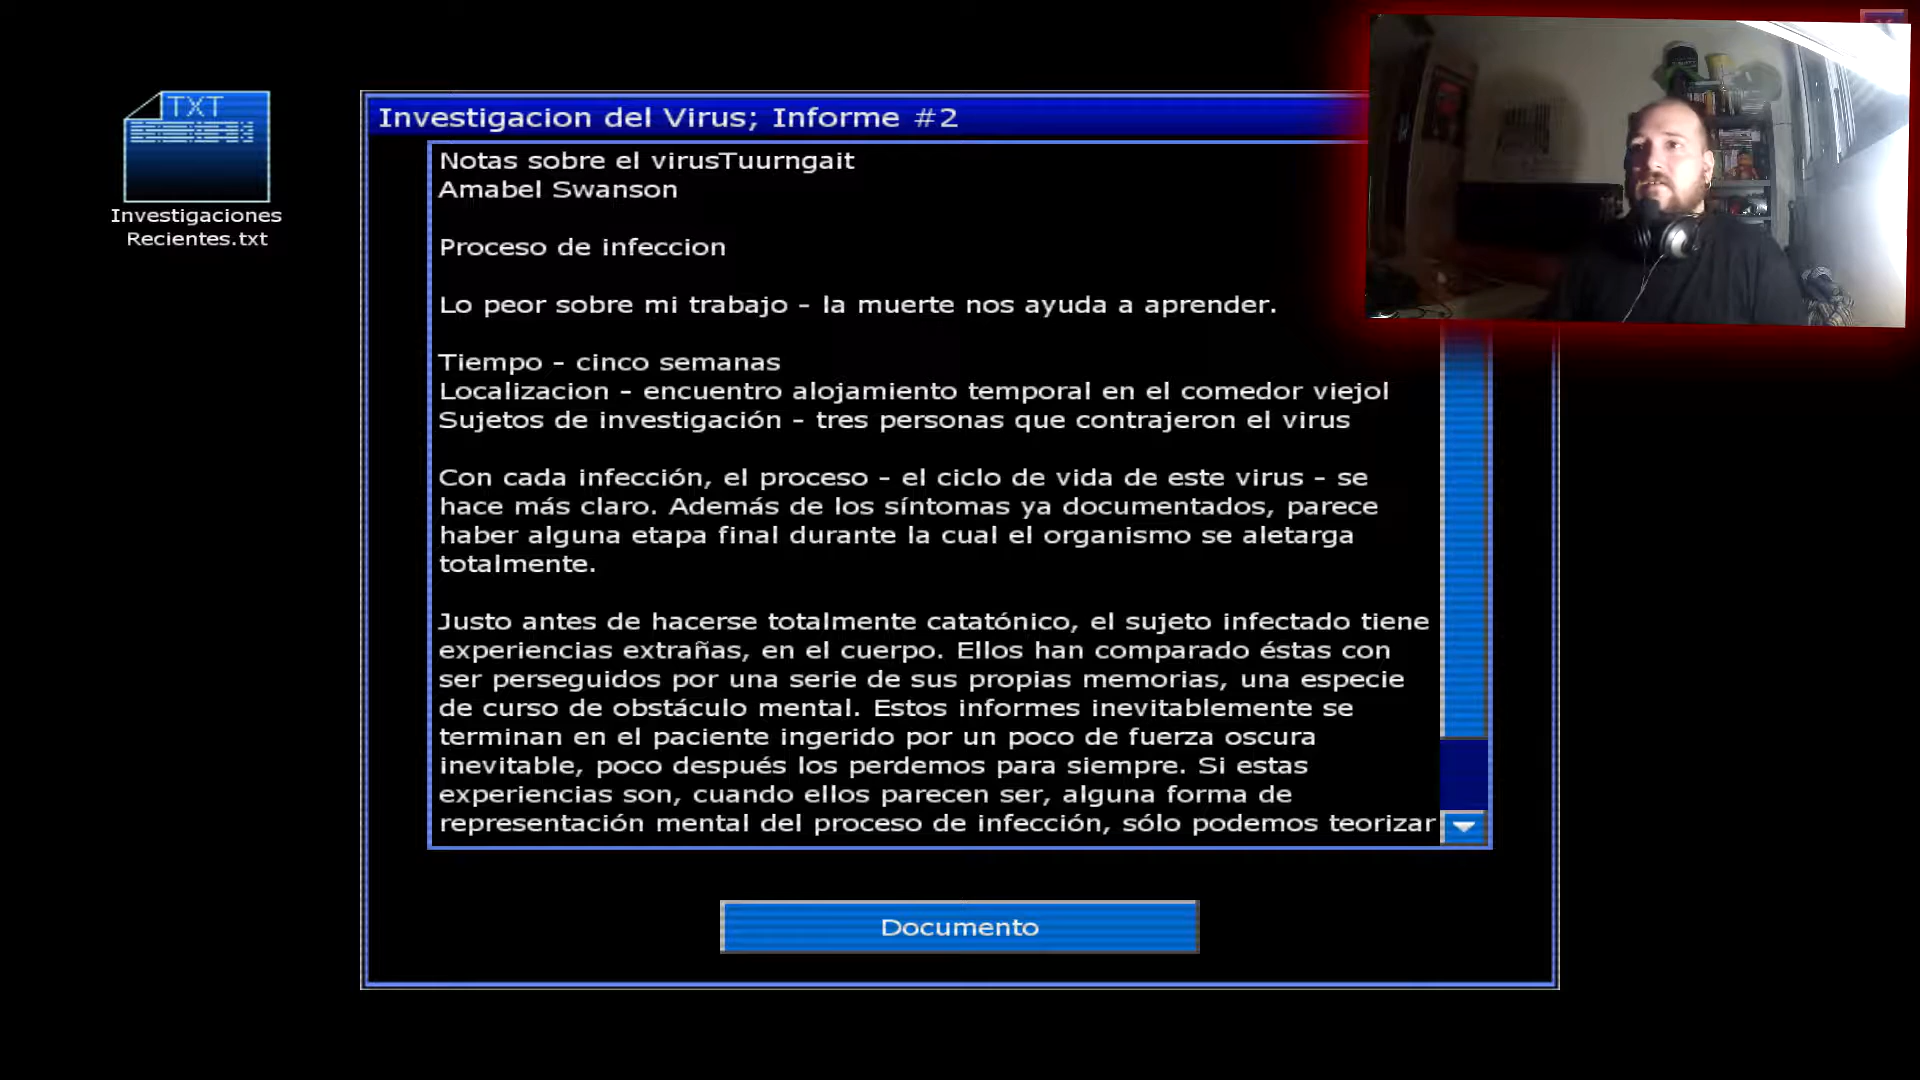 TXT
Investigaciones
Recientes.txt
Investigacion del Virus; Informe #2
Notas sobre el virusTuurngait
Amabel Swanson
Proceso de infeccion
Lo peor sobre mi trabajo - la muerte nos ayuda a aprender.
Tiempo - cinco semanas
Localizacion - encuentro alojamiento temporal en el comedor viejol
Sujetos de investigación - tres personas que contrajeron el virus
Con cada infección, el proceso - el ciclo de vida de este virus - se
hace más claro. Además de los síntomas ya documentados, parece
haber alguna etapa final durante la cual el organismo se aletarga
totalmente.
Justo antes de hacerse totalmente catatónico, el sujeto infectado tiene
experiencias extrañas, en el cuerpo. Ellos han comparado éstas con
ser perseguidos por una serie de sus propias memorias, una especie
de curso de obstáculo mental. Estos informes inevitablemente se
terminan en el paciente ingerido por un poco de fuerza oscura
inevitable, poco después los perdemos para siempre. Si estas
experiencias son, cuando ellos parecen ser, alguna forma de
representación mental del proceso de infección, sólo podemos teorizar
Documento